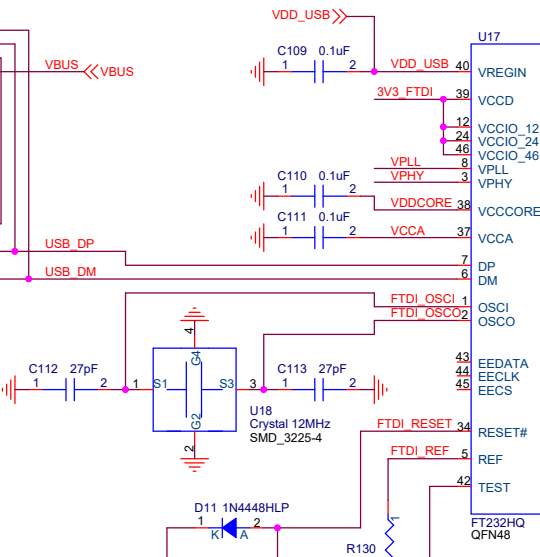 VDD_USB
U17
C109 0.1uF
1 2
VDD_USB 40 VREGIN
VBUS VBUS
3V3_FTDI 39 VCCD
12 VCCIO_12
24 VCCIO_24
46 VCCIO_46
VPLL 8 VPLL
VPHY 3 VPHY
C110 0.1uF
1 2
VDDCORE 38 VCCCORE
C111 0.1uF
1 2
VCCA 37 VCCA
USB_DP 7 DP
USB_DM 6 DM
FTDI_OSCI 1 OSCI
FTDI_OSCO 2 OSCO
4
G4
C112 27pF
1 2
1 S1 S3 3
C113 27pF
1 2
G2
2
U18
Crystal 12MHz
SMD_3225-4
43 EEDATA
44 EECLK
45 EECS
FTDI_RESET 34 RESET#
FTDI_REF 5 REF
42 TEST
FT232HQ
QFN48
D11 1N4448HLP
1 2
K A
1
R130